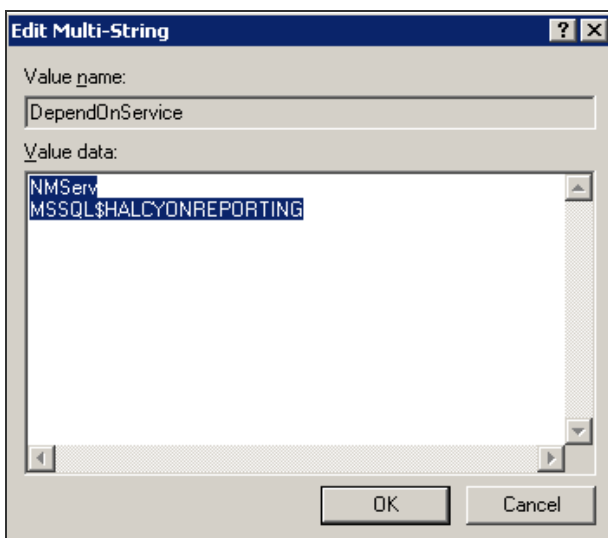 Edit Multi-String
Value name:
DependOnService
Value data:
NMServ
MSSQL$HALCYONREPORTING
OK
Cancel